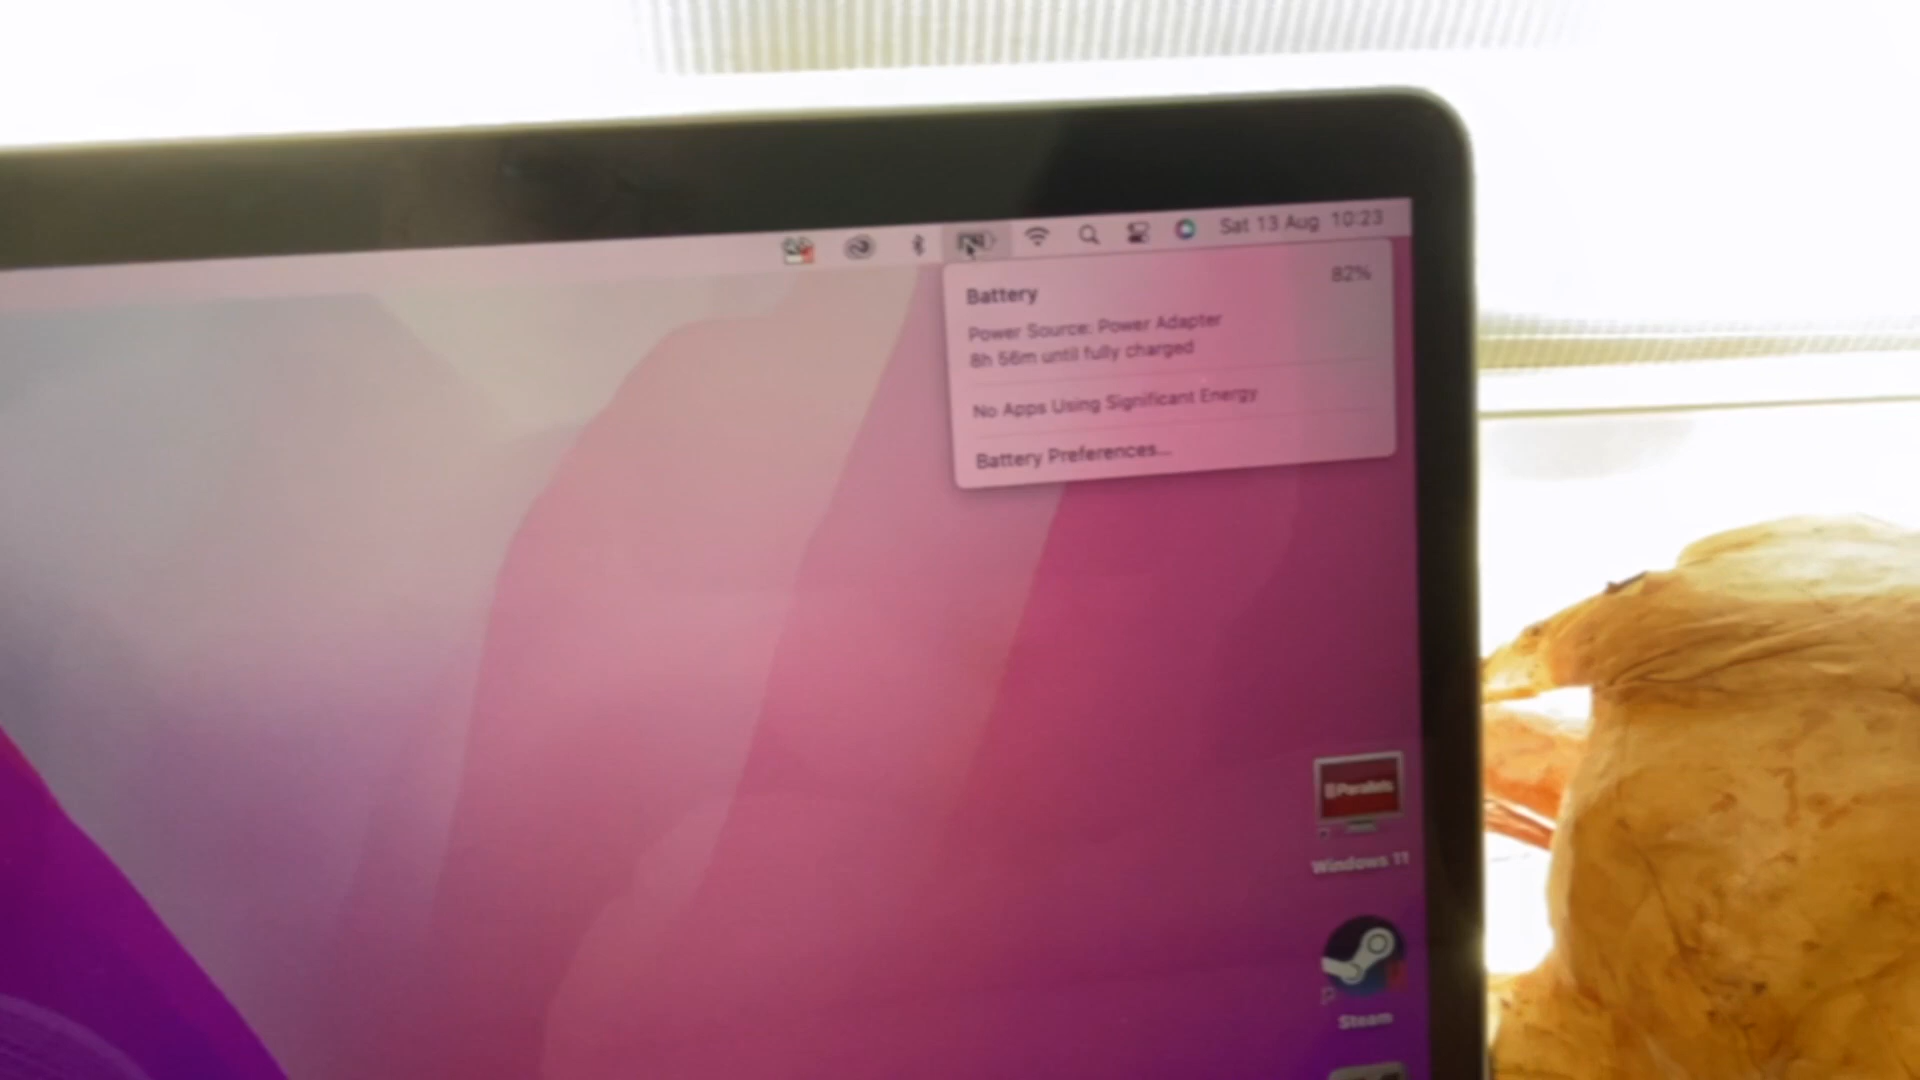 Sat 13 Aug 10:23
Battery 82%
Power Source: Power Adapter
8h 56m until fully charged
No Apps Using Significant Energy
Battery Preferences...
Parallels
Windows 11
Steam